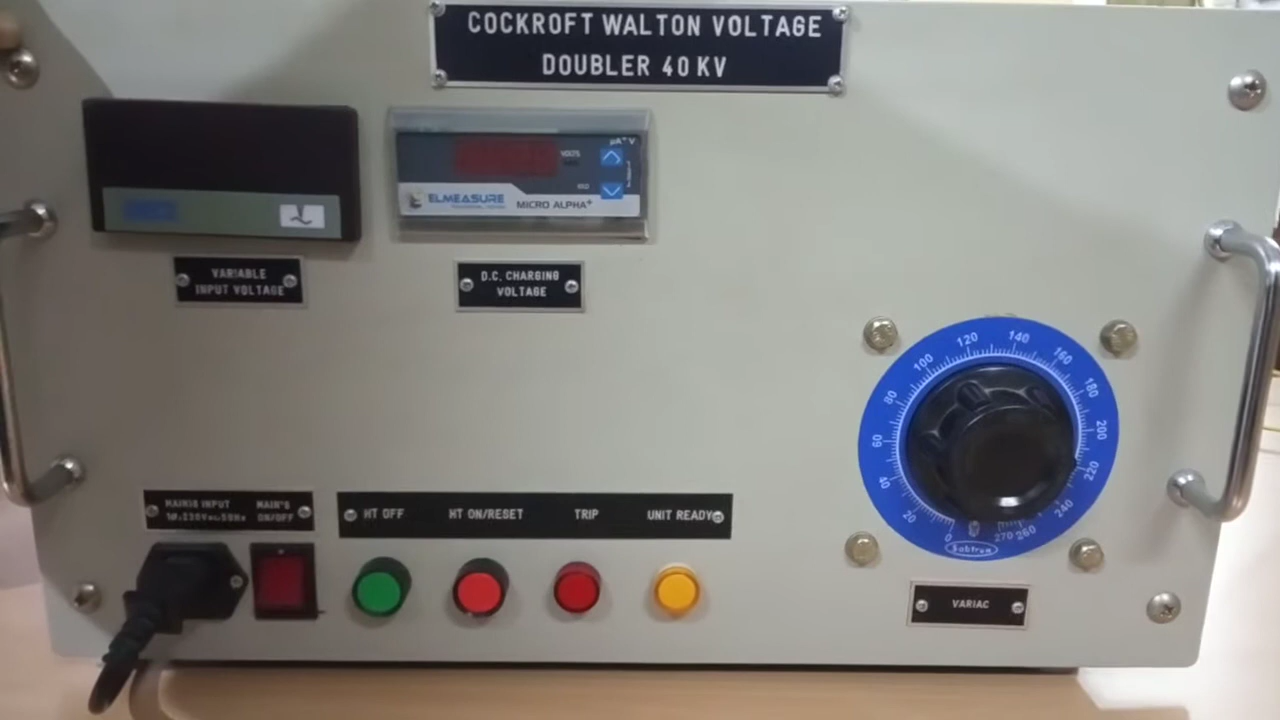 COCKROFT WALTON VOLTAGE
DOUBLER 40 KV
VOLTS
ELMEASURE
MICRO ALPHA+
VARIABLE
INPUT VOLTAGE
D.C. CHARGING
VOLTAGE
0 20 40 60 80 100 120 140 160 180 200 220 240 260 270
MAINS INPUT
MAIN'S
ON/OFF
HT OFF
HT ON/RESET
TRIP
UNIT READY
VARIAC